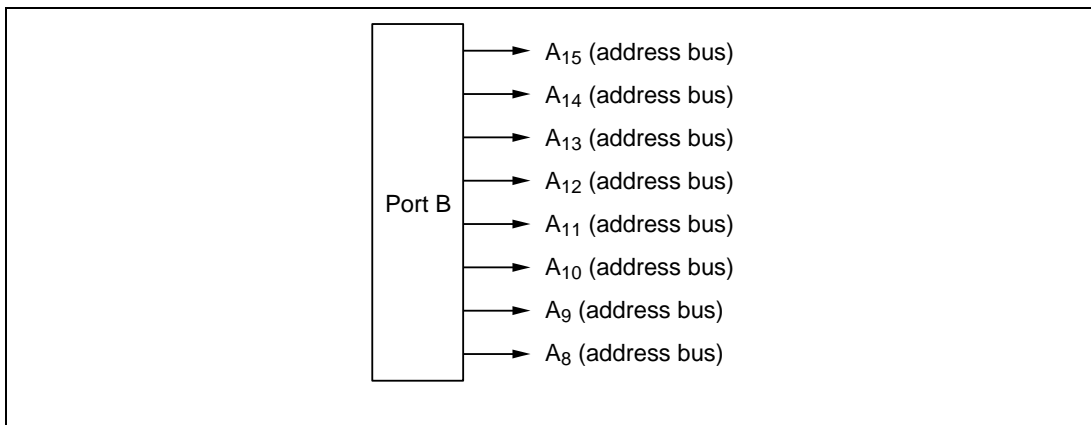 A15 (address bus)
A14 (address bus)
A13 (address bus)
A12 (address bus)
Port B
A11 (address bus)
A10 (address bus)
A9 (address bus)
A8 (address bus)